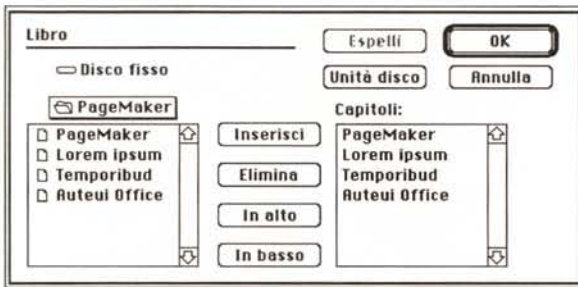 Libro
Espelli
OK
Disco fisso
Unità disco
Annulla
PageMaker
Capitoli:
PageMaker
Lorem ipsum
Temporibud
Auteui Office
Inserisci
Elimina
In alto
In basso
PageMaker
Lorem ipsum
Temporibud
Auteui Office